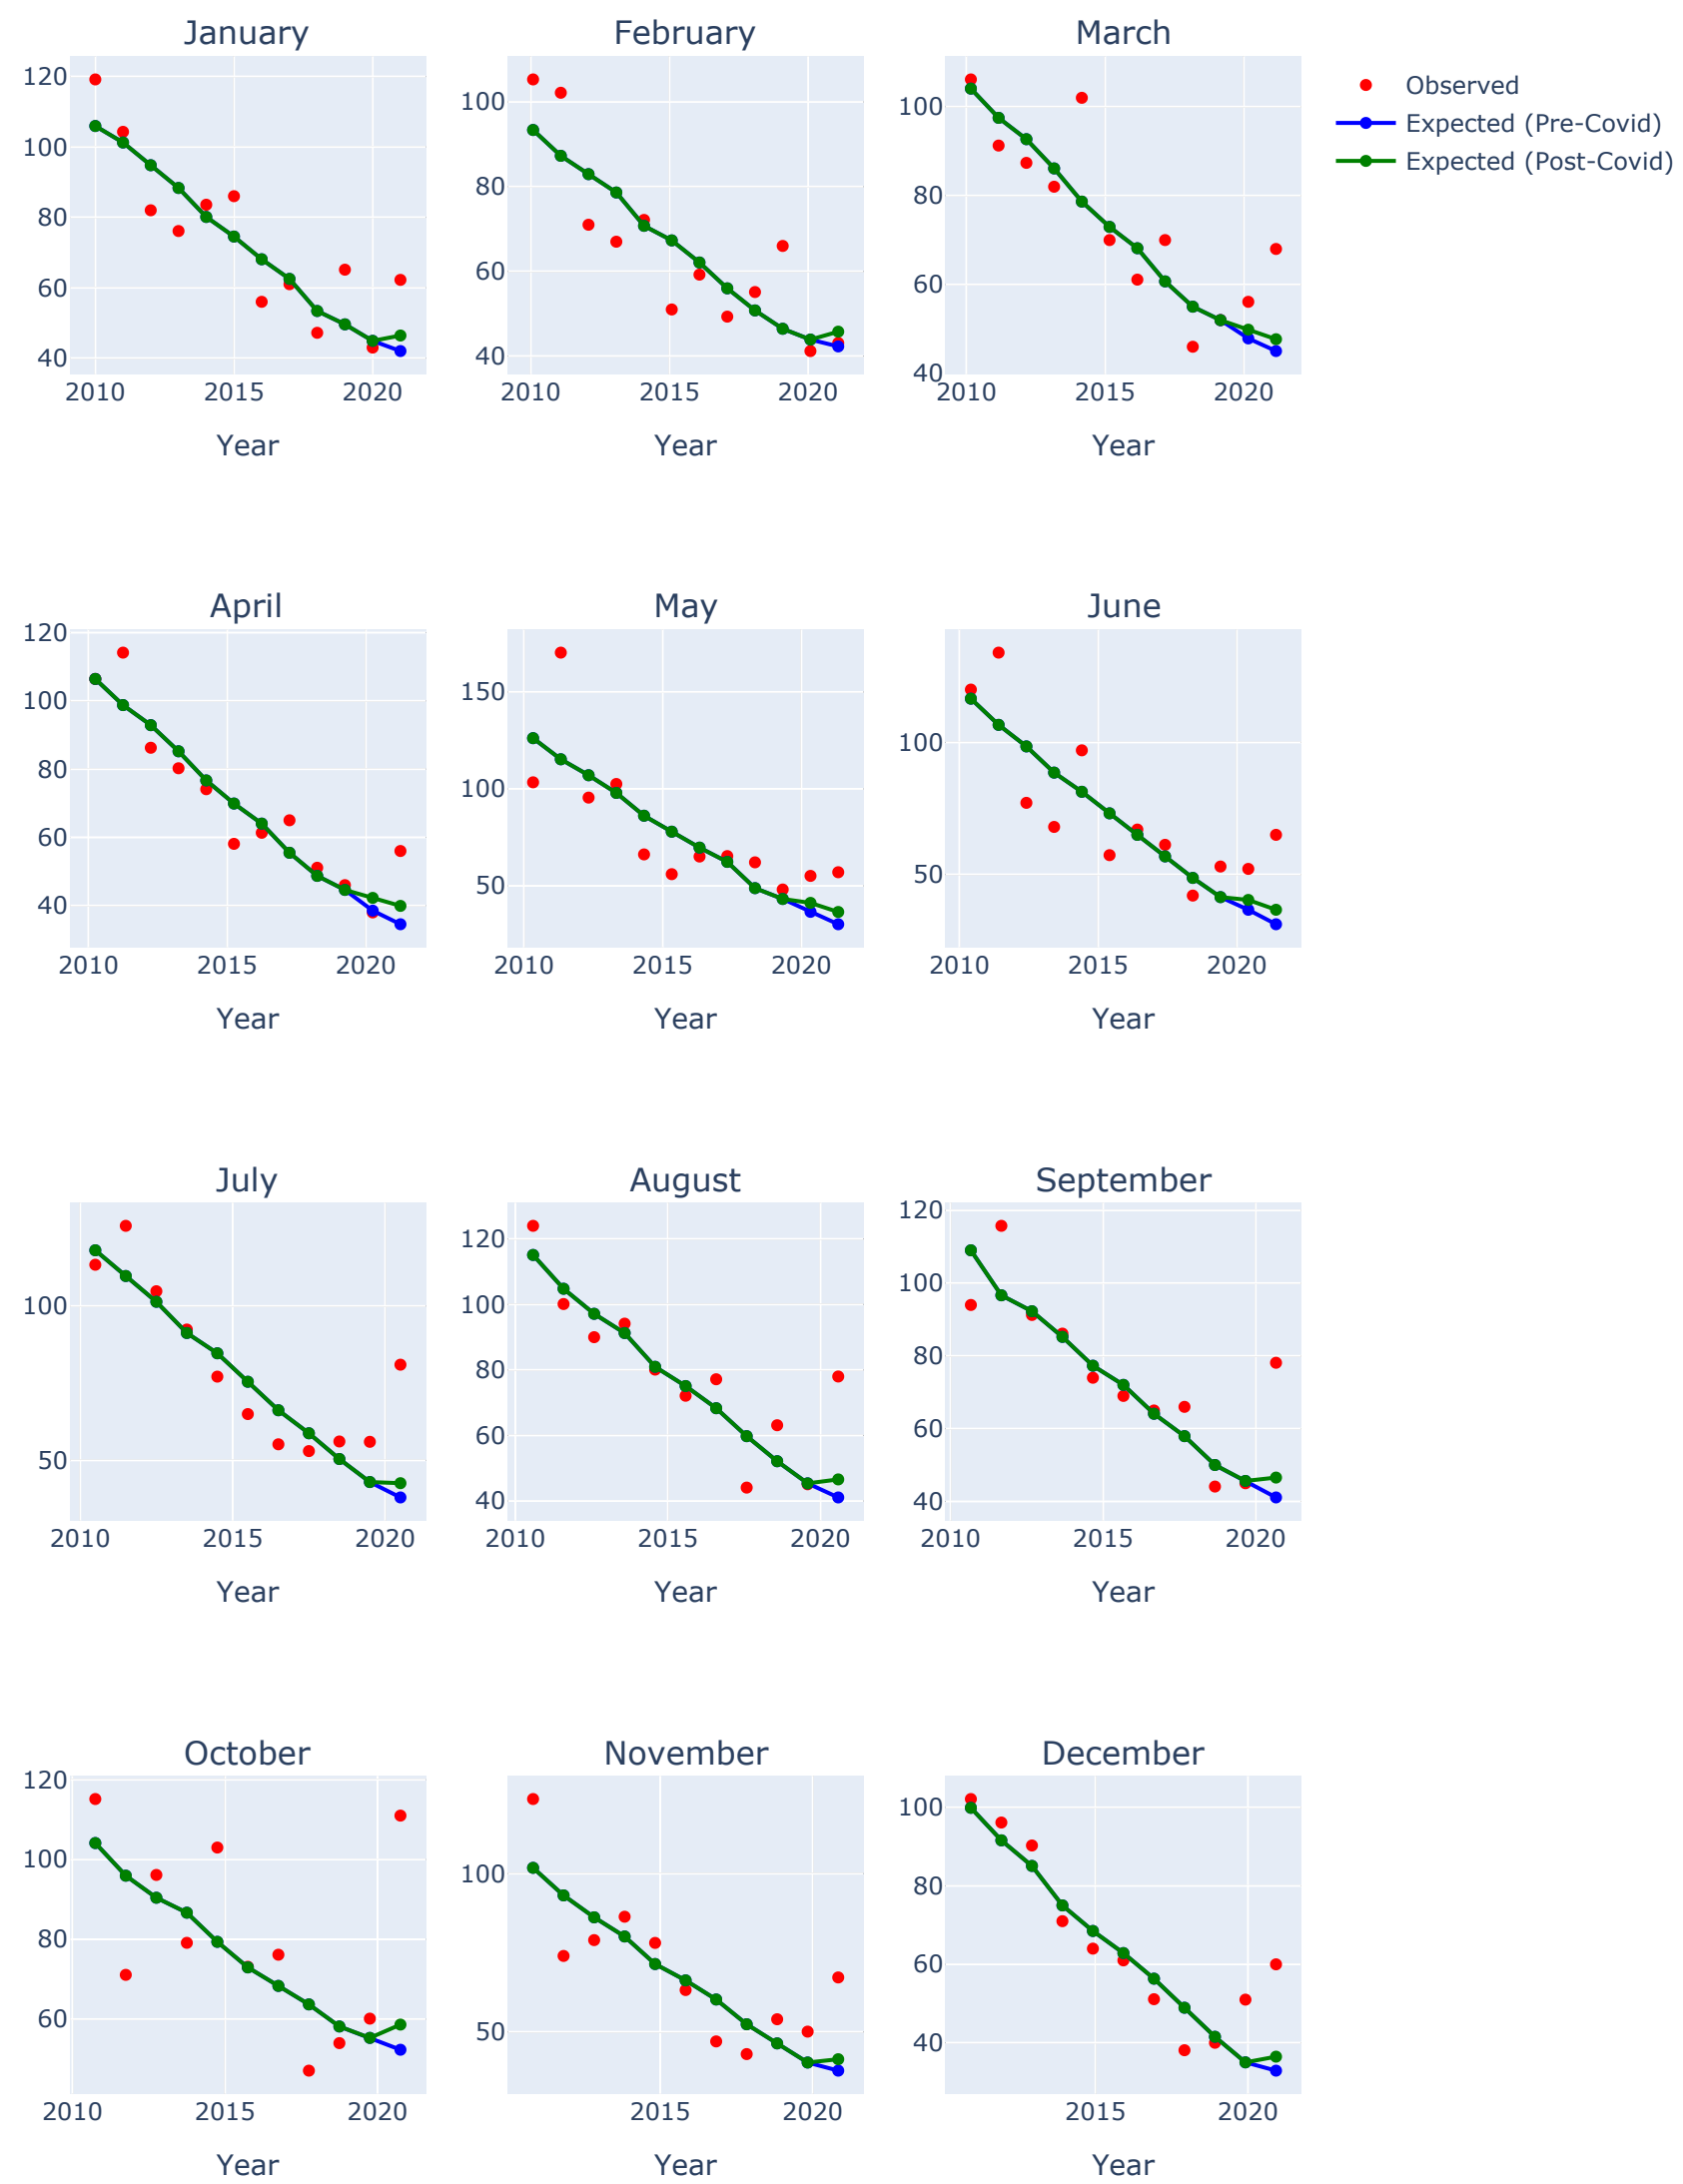 January February March
120
100
80
60
40
2010 2015 2020
Year
100
80
60
40
2010 2015 2020
Year
100
80
60
40
2010 2015 2020
Year
Observed
Expected (Pre-Covid)
Expected (Post-Covid)
April May June
120
100
80
60
40
2010 2015 2020
Year
150
100
50
2010 2015 2020
Year
100
50
2010 2015 2020
Year
July August September
100
50
2010 2015 2020
Year
120
100
80
60
40
2010 2015 2020
Year
120
100
80
60
40
2010 2015 2020
Year
October November December
120
100
80
60
2010 2015 2020
Year
100
50
2015 2020
Year
100
80
60
40
2015 2020
Year